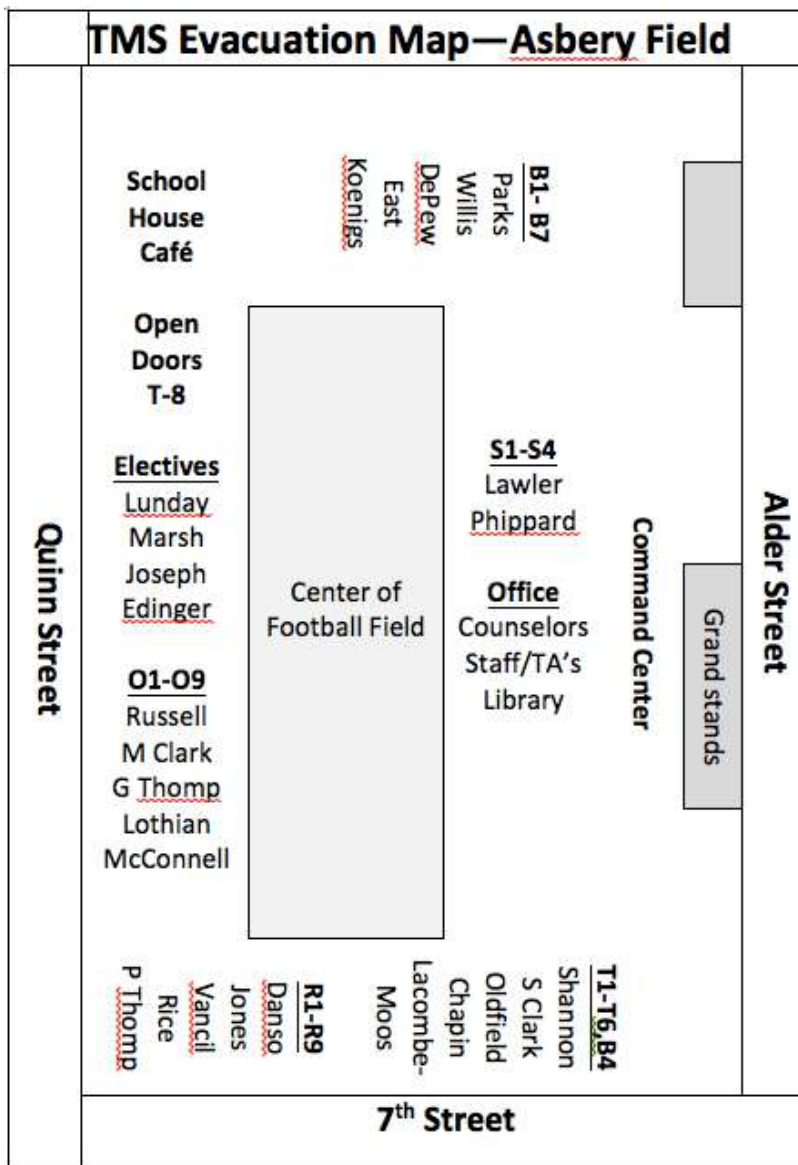 TMS Evacuation Map—Asbery Field
School
House
Café
Open
Doors
T-8
Electives
Lunday
Marsh
Joseph
Edinger
O1-O9
Russell
M Clark
G Thomp
Lothian
McConnell
Quinn Street
B1- B7
Parks
Willis
DePew
East
Koenigs
Center of
Football Field
S1-S4
Lawler
Phippard
Office
Counselors
Staff/TA's
Library
Command Center
Grand stands
Alder Street
R1-R9
Danso
Jones
Vancil
Rice
P Thomp
T1-T6,B4
Shannon
S Clark
Oldfield
Chapin
Lacombe-
Moos
7th Street